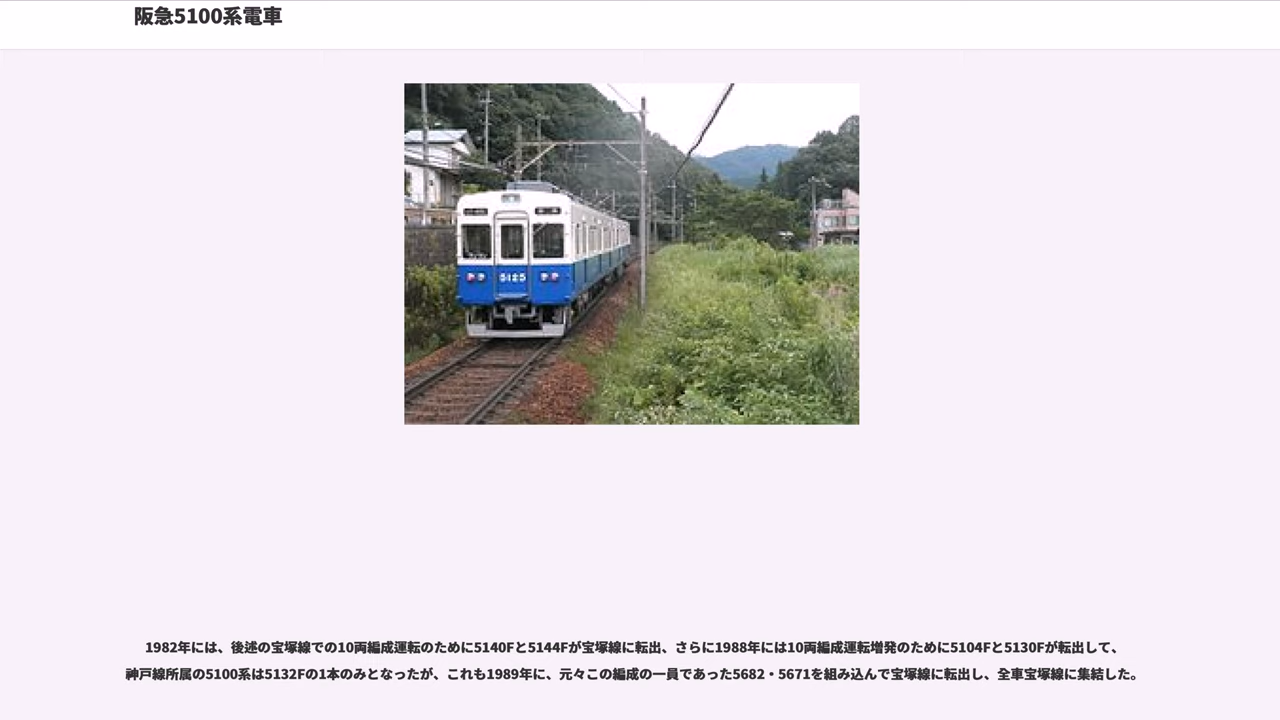 阪急5100系電車
5125
1982年には、後述の宝塚線での10両編成運転のために5140Fと5144Fが宝塚線に転出、さらに1988年には10両編成運転増発のために5104Fと5130Fが転出して、
神戸線所属の5100系は5132Fの1本のみとなったが、これも1989年に、元々この編成の一員であった5682・5671を組み込んで宝塚線に転出し、全車宝塚線に集結した。